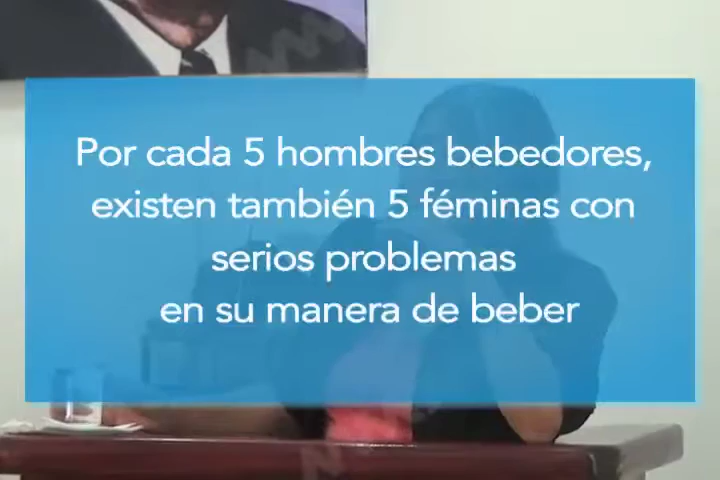 Por cada 5 hombres bebedores,
existen también 5 féminas con
serios problemas
en su manera de beber